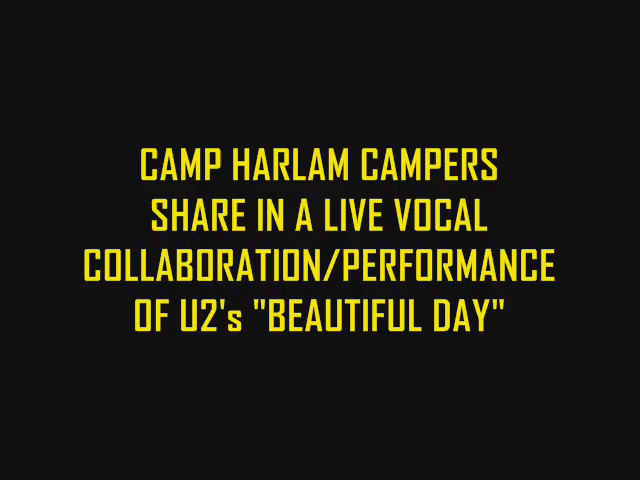 CAMP HARLAM CAMPERS
SHARE IN A LIVE VOCAL
COLLABORATION/PERFORMANCE
OF U2's "BEAUTIFUL DAY"